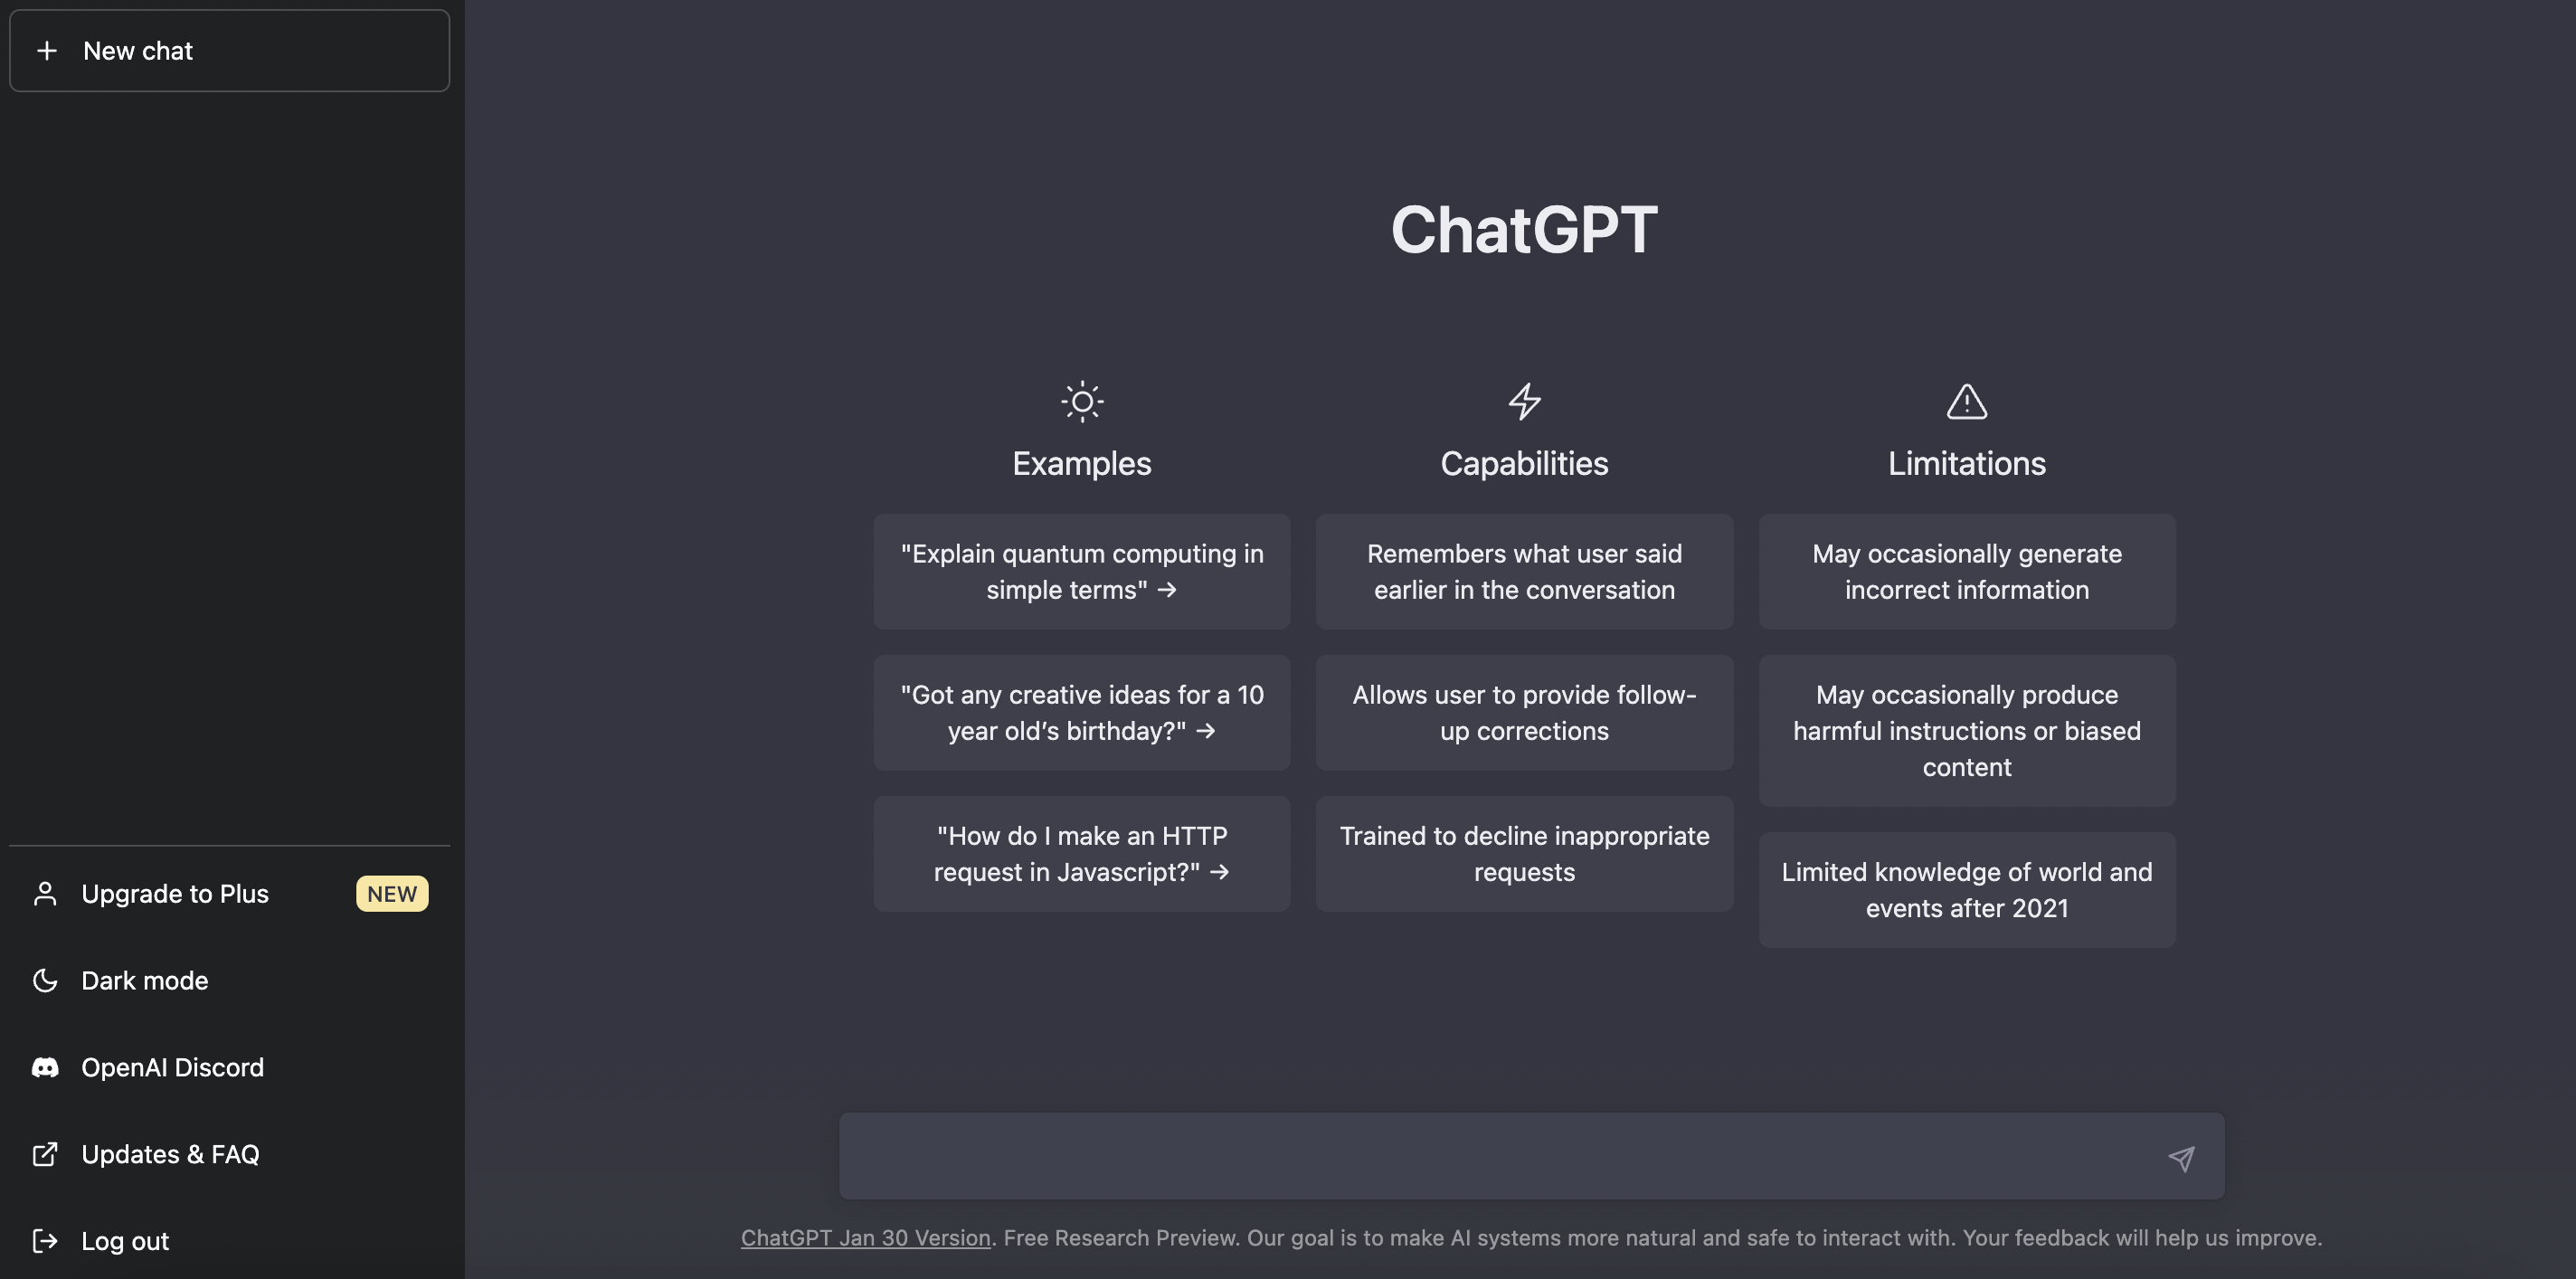 New chat
ChatGPT
Examples
"Explain quantum computing in
simple terms" →
"Got any creative ideas for a 10
year old’s birthday?" →
"How do I make an HTTP
request in Javascript?" →
Capabilities
Remembers what user said
earlier in the conversation
Allows user to provide follow-
up corrections
Trained to decline inappropriate
requests
Limitations
May occasionally generate
incorrect information
May occasionally produce
harmful instructions or biased
content
Limited knowledge of world and
events after 2021
Upgrade to Plus NEW
Dark mode
OpenAI Discord
Updates & FAQ
Log out
ChatGPT Jan 30 Version. Free Research Preview. Our goal is to make AI systems more natural and safe to interact with. Your feedback will help us improve.